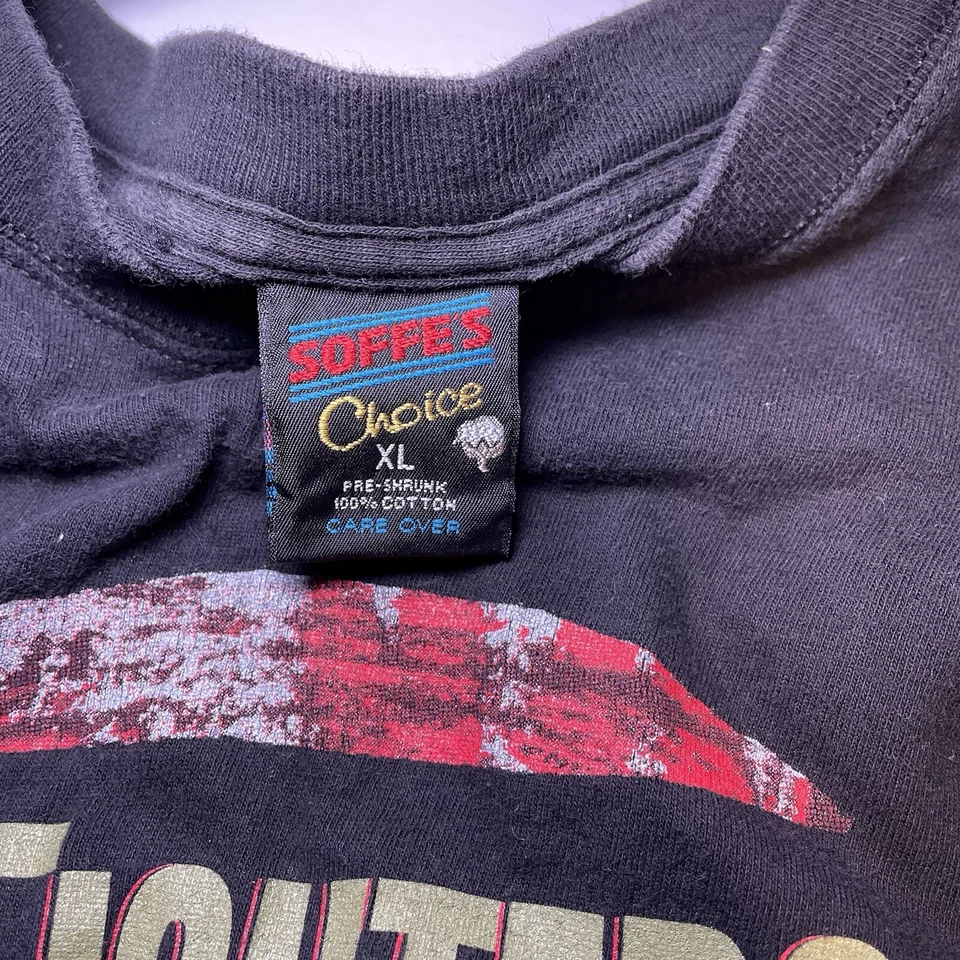 SOFFE'S
Choice
XL
PRE-SHRUNK
100% COTTON
CARE OVER